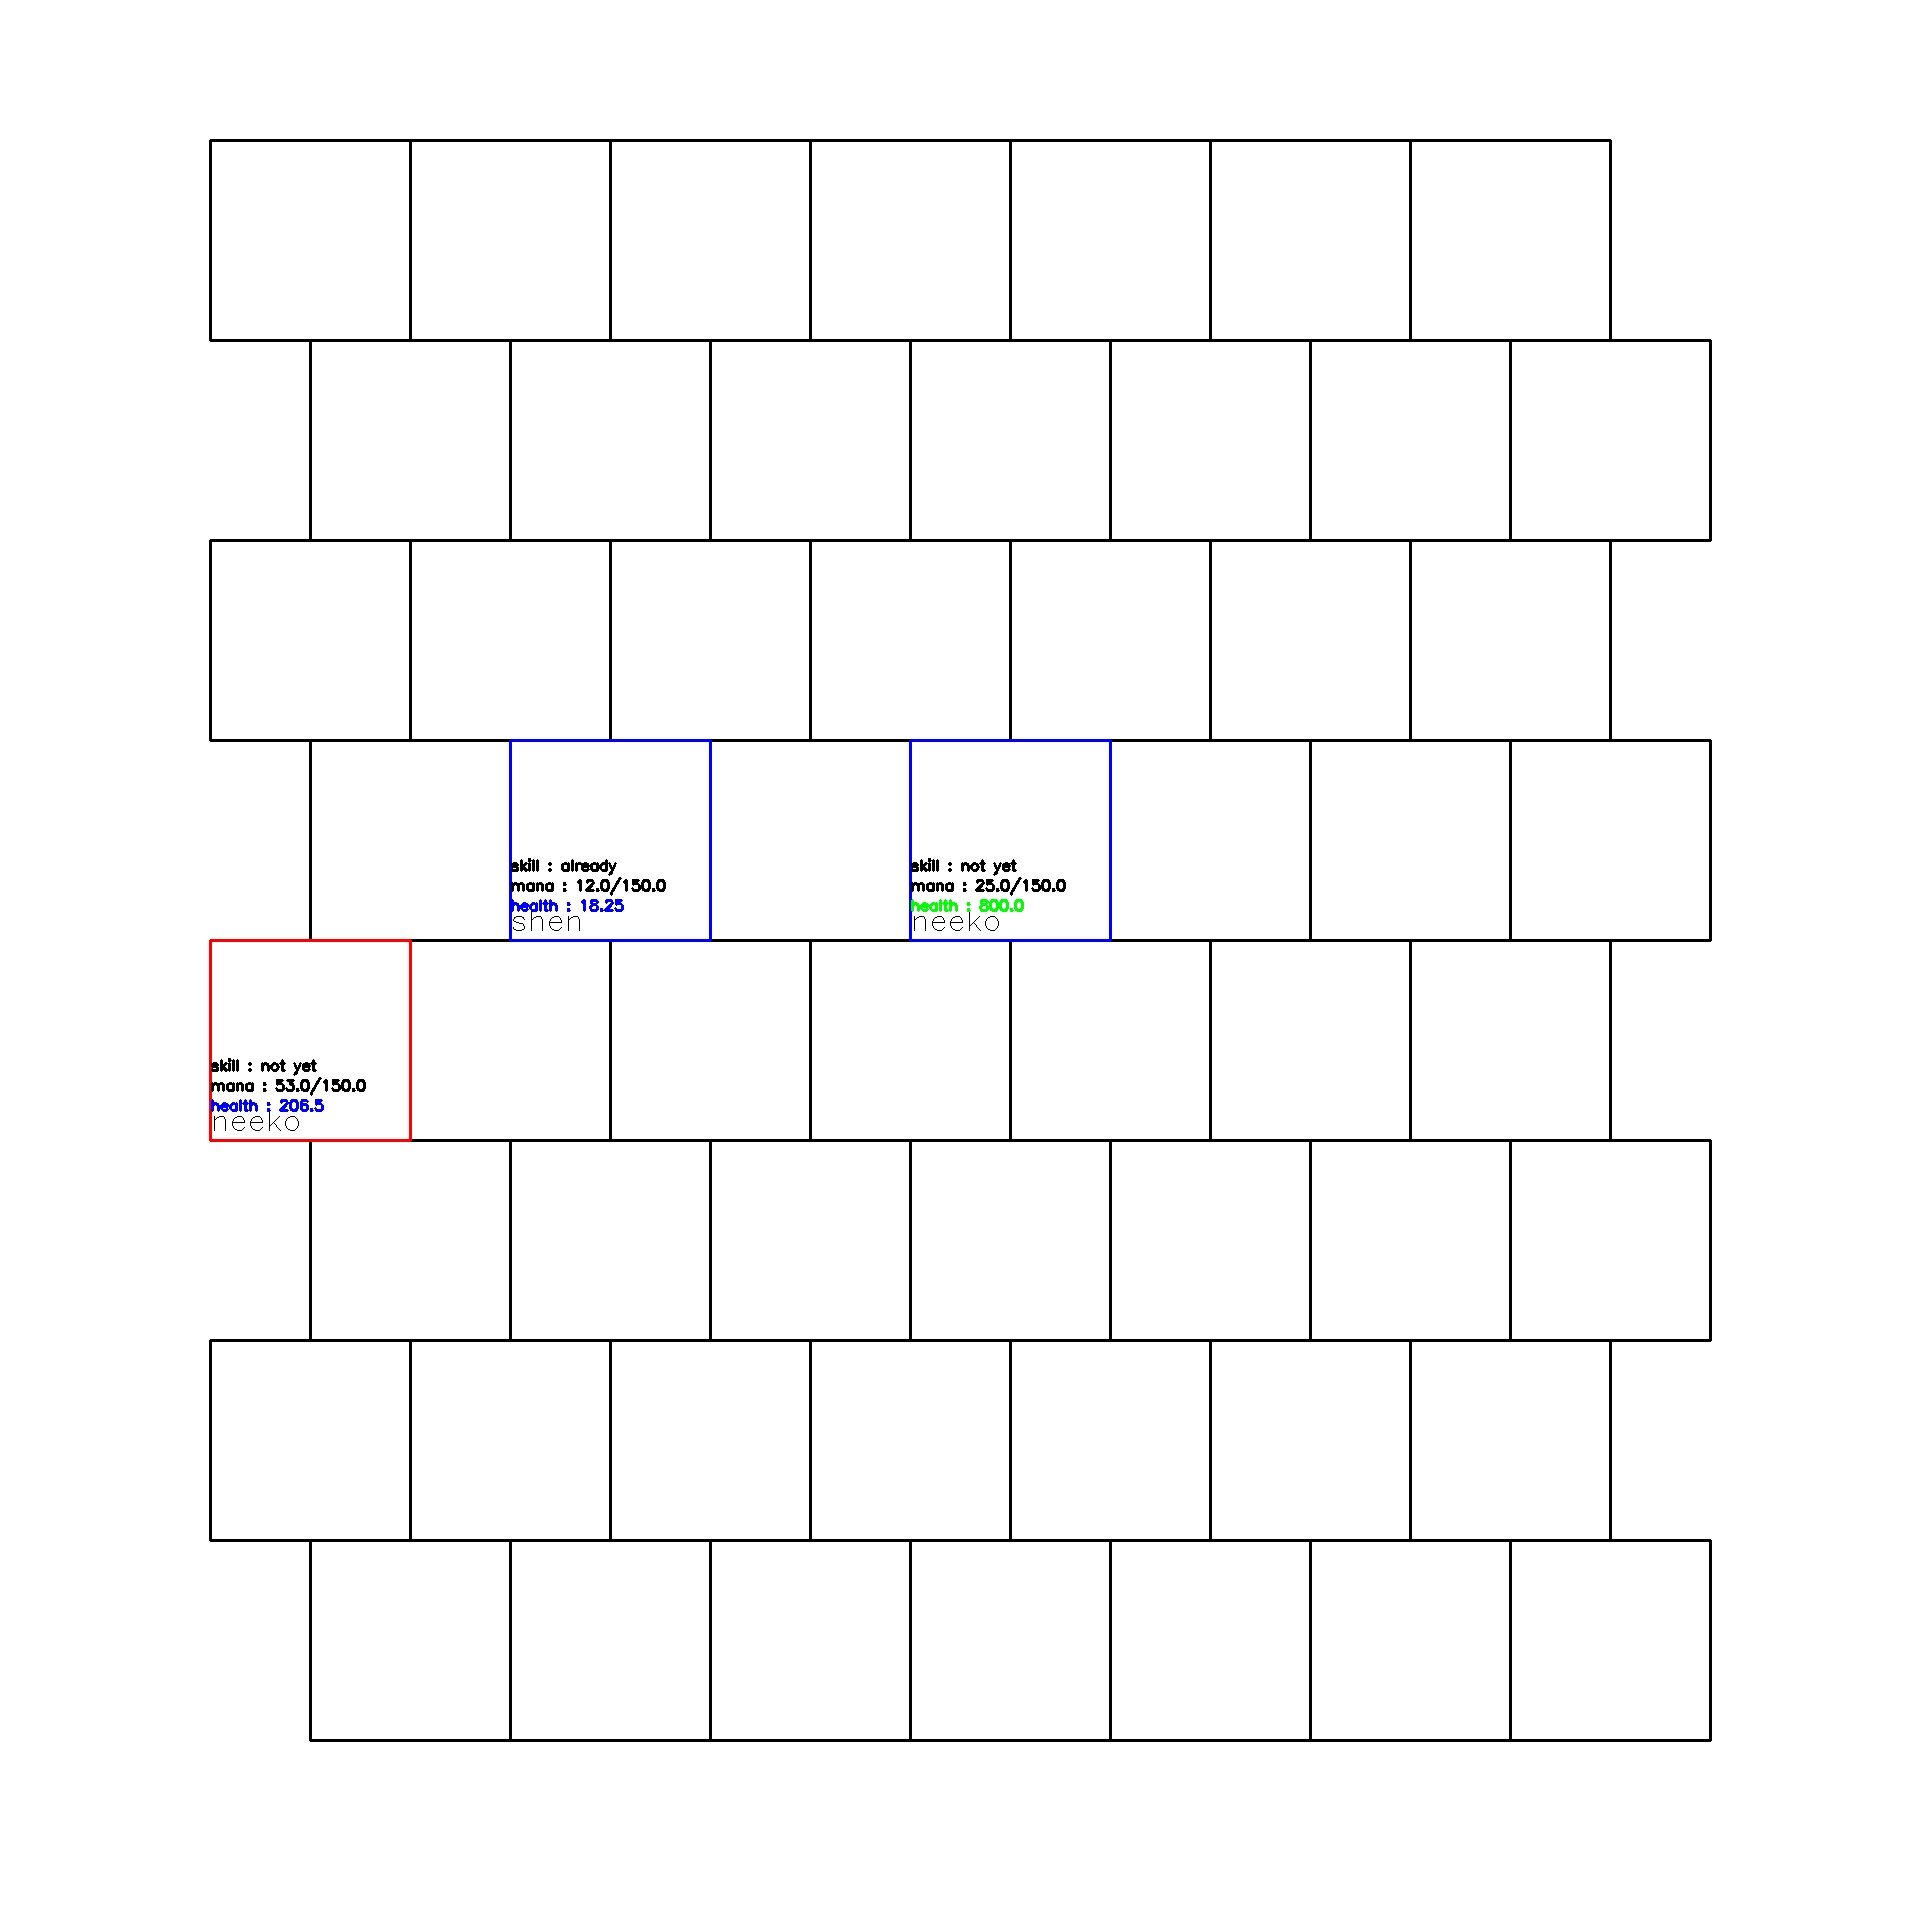 skill : already
mana : 12.0/150.0
health : 18.25
shen
skill : not yet
mana : 25.0/150.0
health : 800.0
neeko
skill : not yet
mana : 53.0/150.0
health : 206.5
neeko